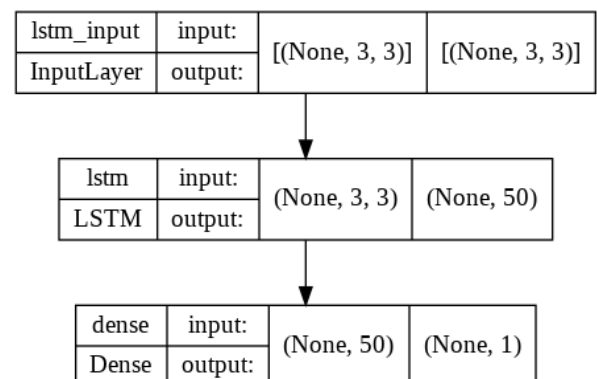 lstm_input input: [(None, 3, 3)] [(None, 3, 3)]
InputLayer output:
lstm input: (None, 3, 3) (None, 50)
LSTM output:
dense input: (None, 50) (None, 1)
Dense output: